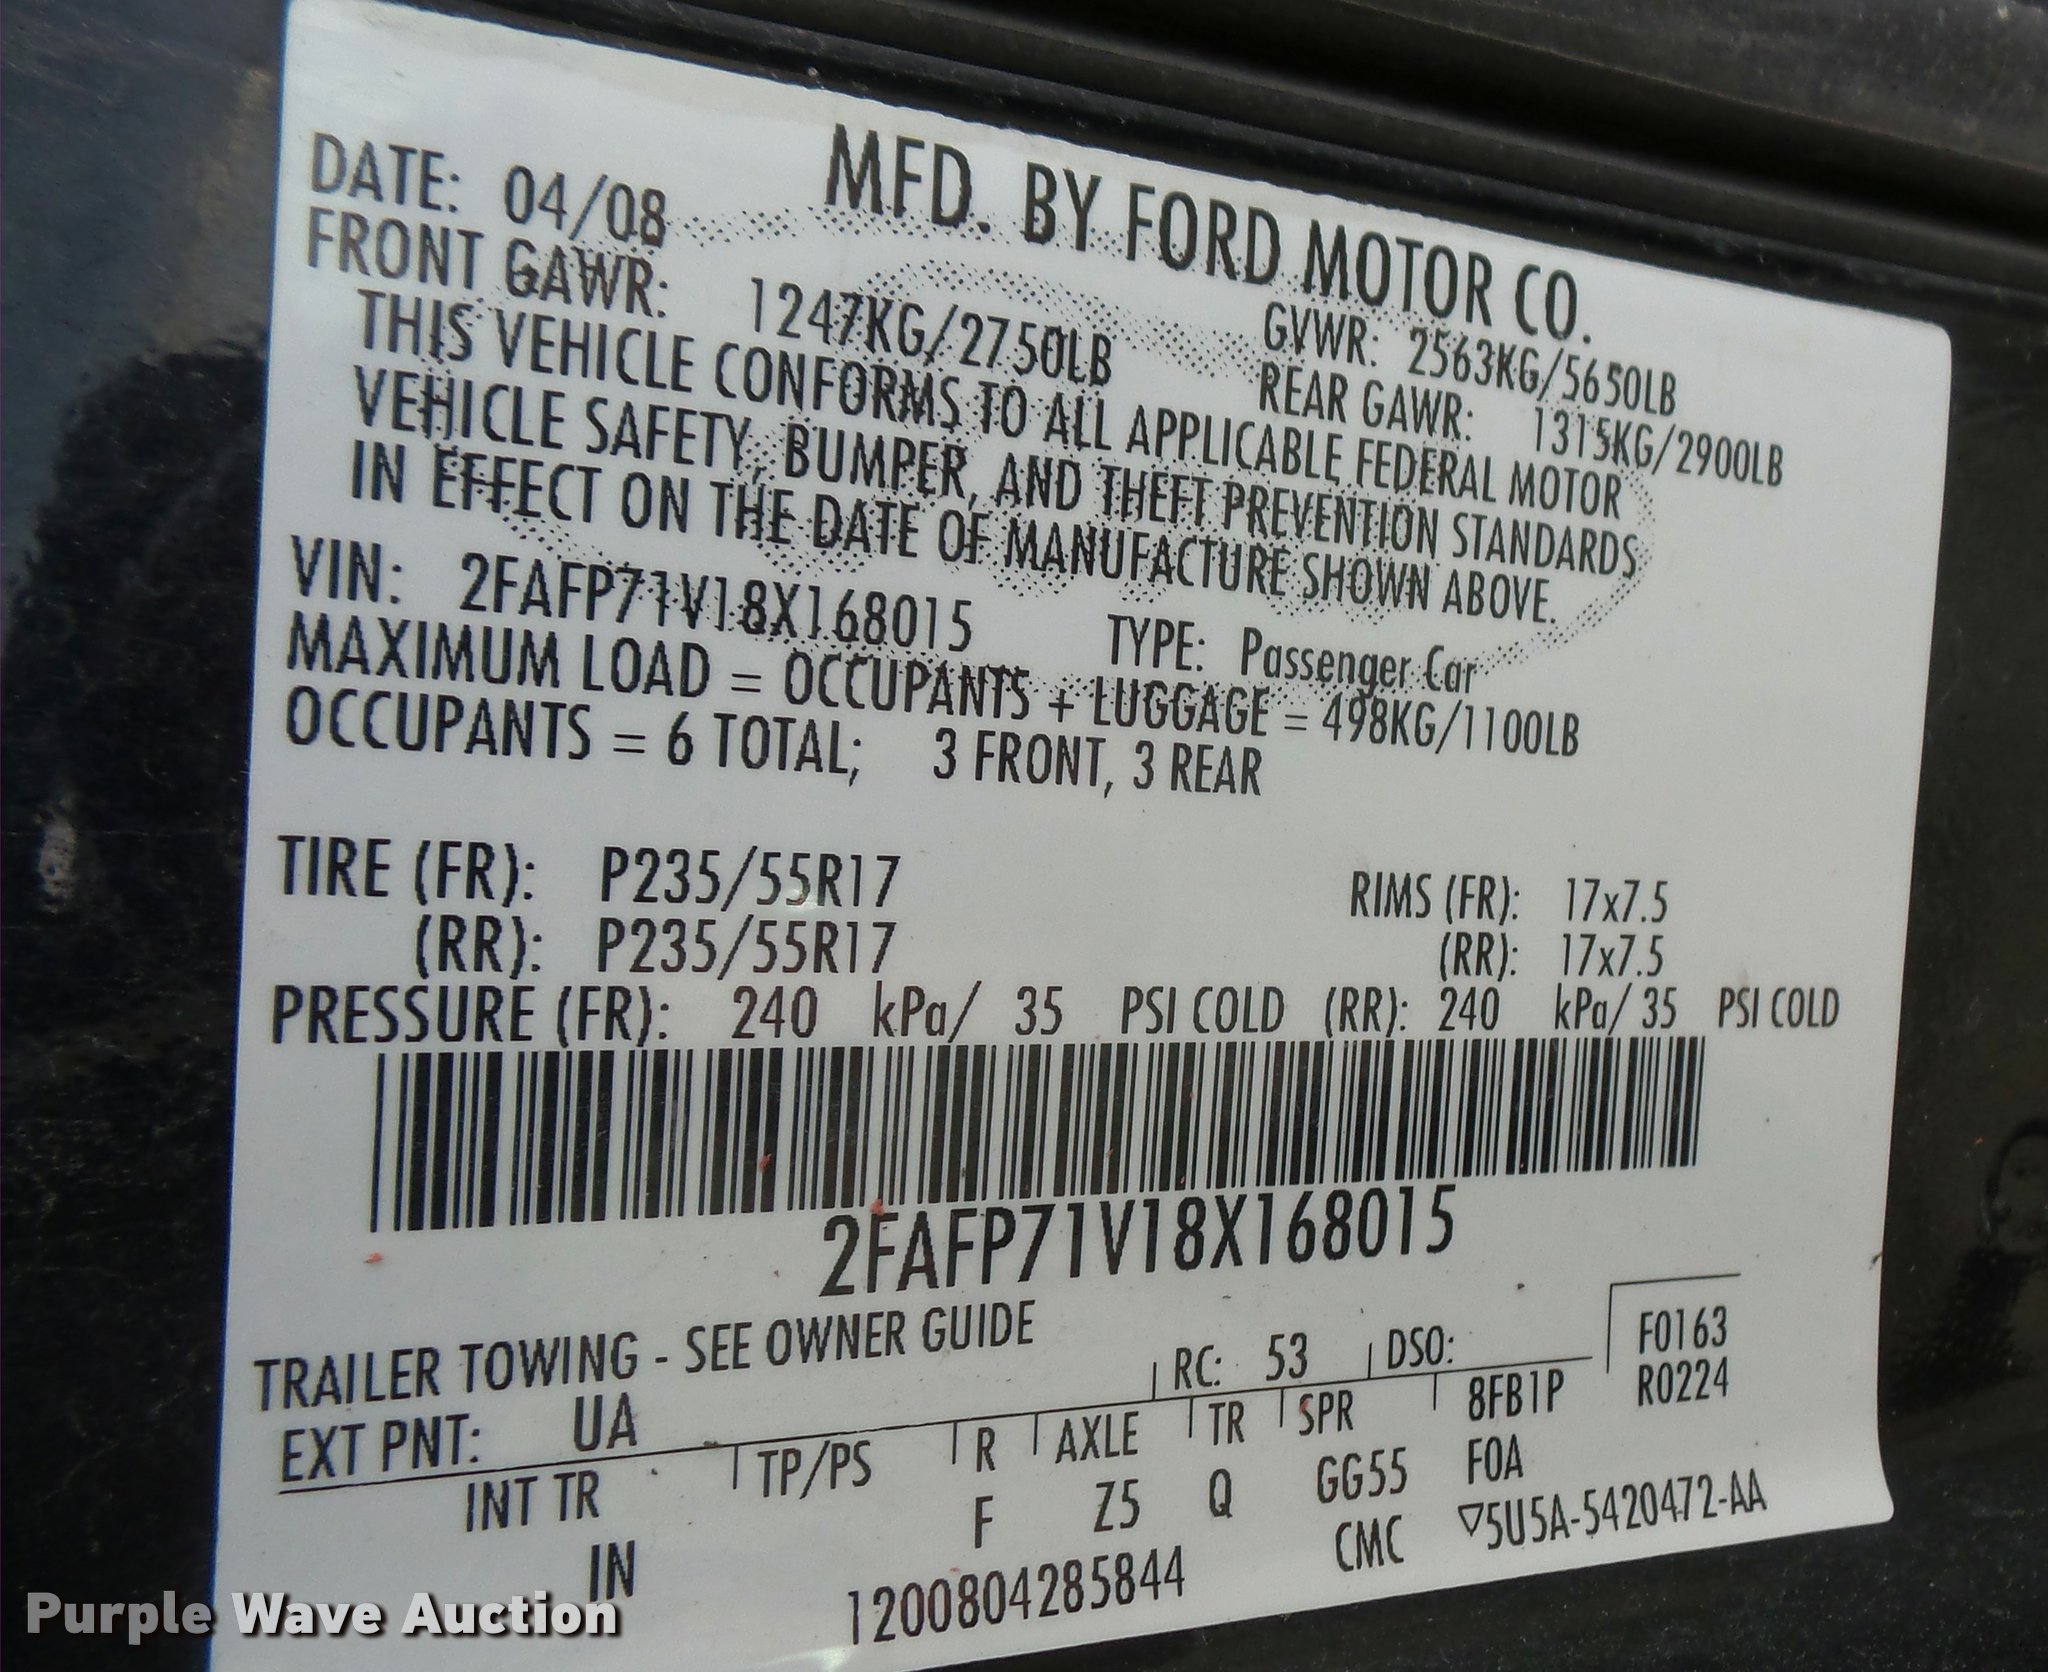 MFD. BY FORD MOTOR CO.
DATE: 04/08 GVWR: 2563KG/5650LB
FRONT GAWR: 1247KG/2750LB REAR GAWR: 1315KG/2900LB
THIS VEHICLE CONFORMS TO ALL APPLICABLE FEDERAL MOTOR
VEHICLE SAFETY, BUMPER, AND THEFT PREVENTION STANDARDS
IN EFFECT ON THE DATE OF MANUFACTURE SHOWN ABOVE.
VIN: 2FAFP71V18X168015 TYPE: Passenger Car
MAXIMUM LOAD = OCCUPANTS + LUGGAGE = 498KG/1100LB
OCCUPANTS = 6 TOTAL; 3 FRONT, 3 REAR
TIRE (FR): P235/55R17 RIMS (FR): 17x7.5
(RR): P235/55R17 (RR): 17x7.5
PRESSURE (FR): 240 kPa/ 35 PSI COLD (RR): 240 kPa/ 35 PSI COLD
2FAFP71V18X168015
TRAILER TOWING - SEE OWNER GUIDE F0163
EXT PNT: UA RC: 53 DSO: R0224
INT TR TP/PS R AXLE TR SPR 8FB1P
IN F Z5 Q GG55 F0A
1200804285844 CMC ▽5U5A-5420472-AA
Purple Wave Auction